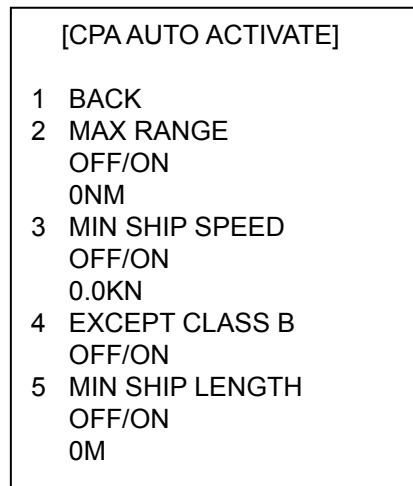 [CPA AUTO ACTIVATE]
1 BACK
2 MAX RANGE
OFF/ON
0NM
3 MIN SHIP SPEED
OFF/ON
0.0KN
4 EXCEPT CLASS B
OFF/ON
5 MIN SHIP LENGTH
OFF/ON
0M